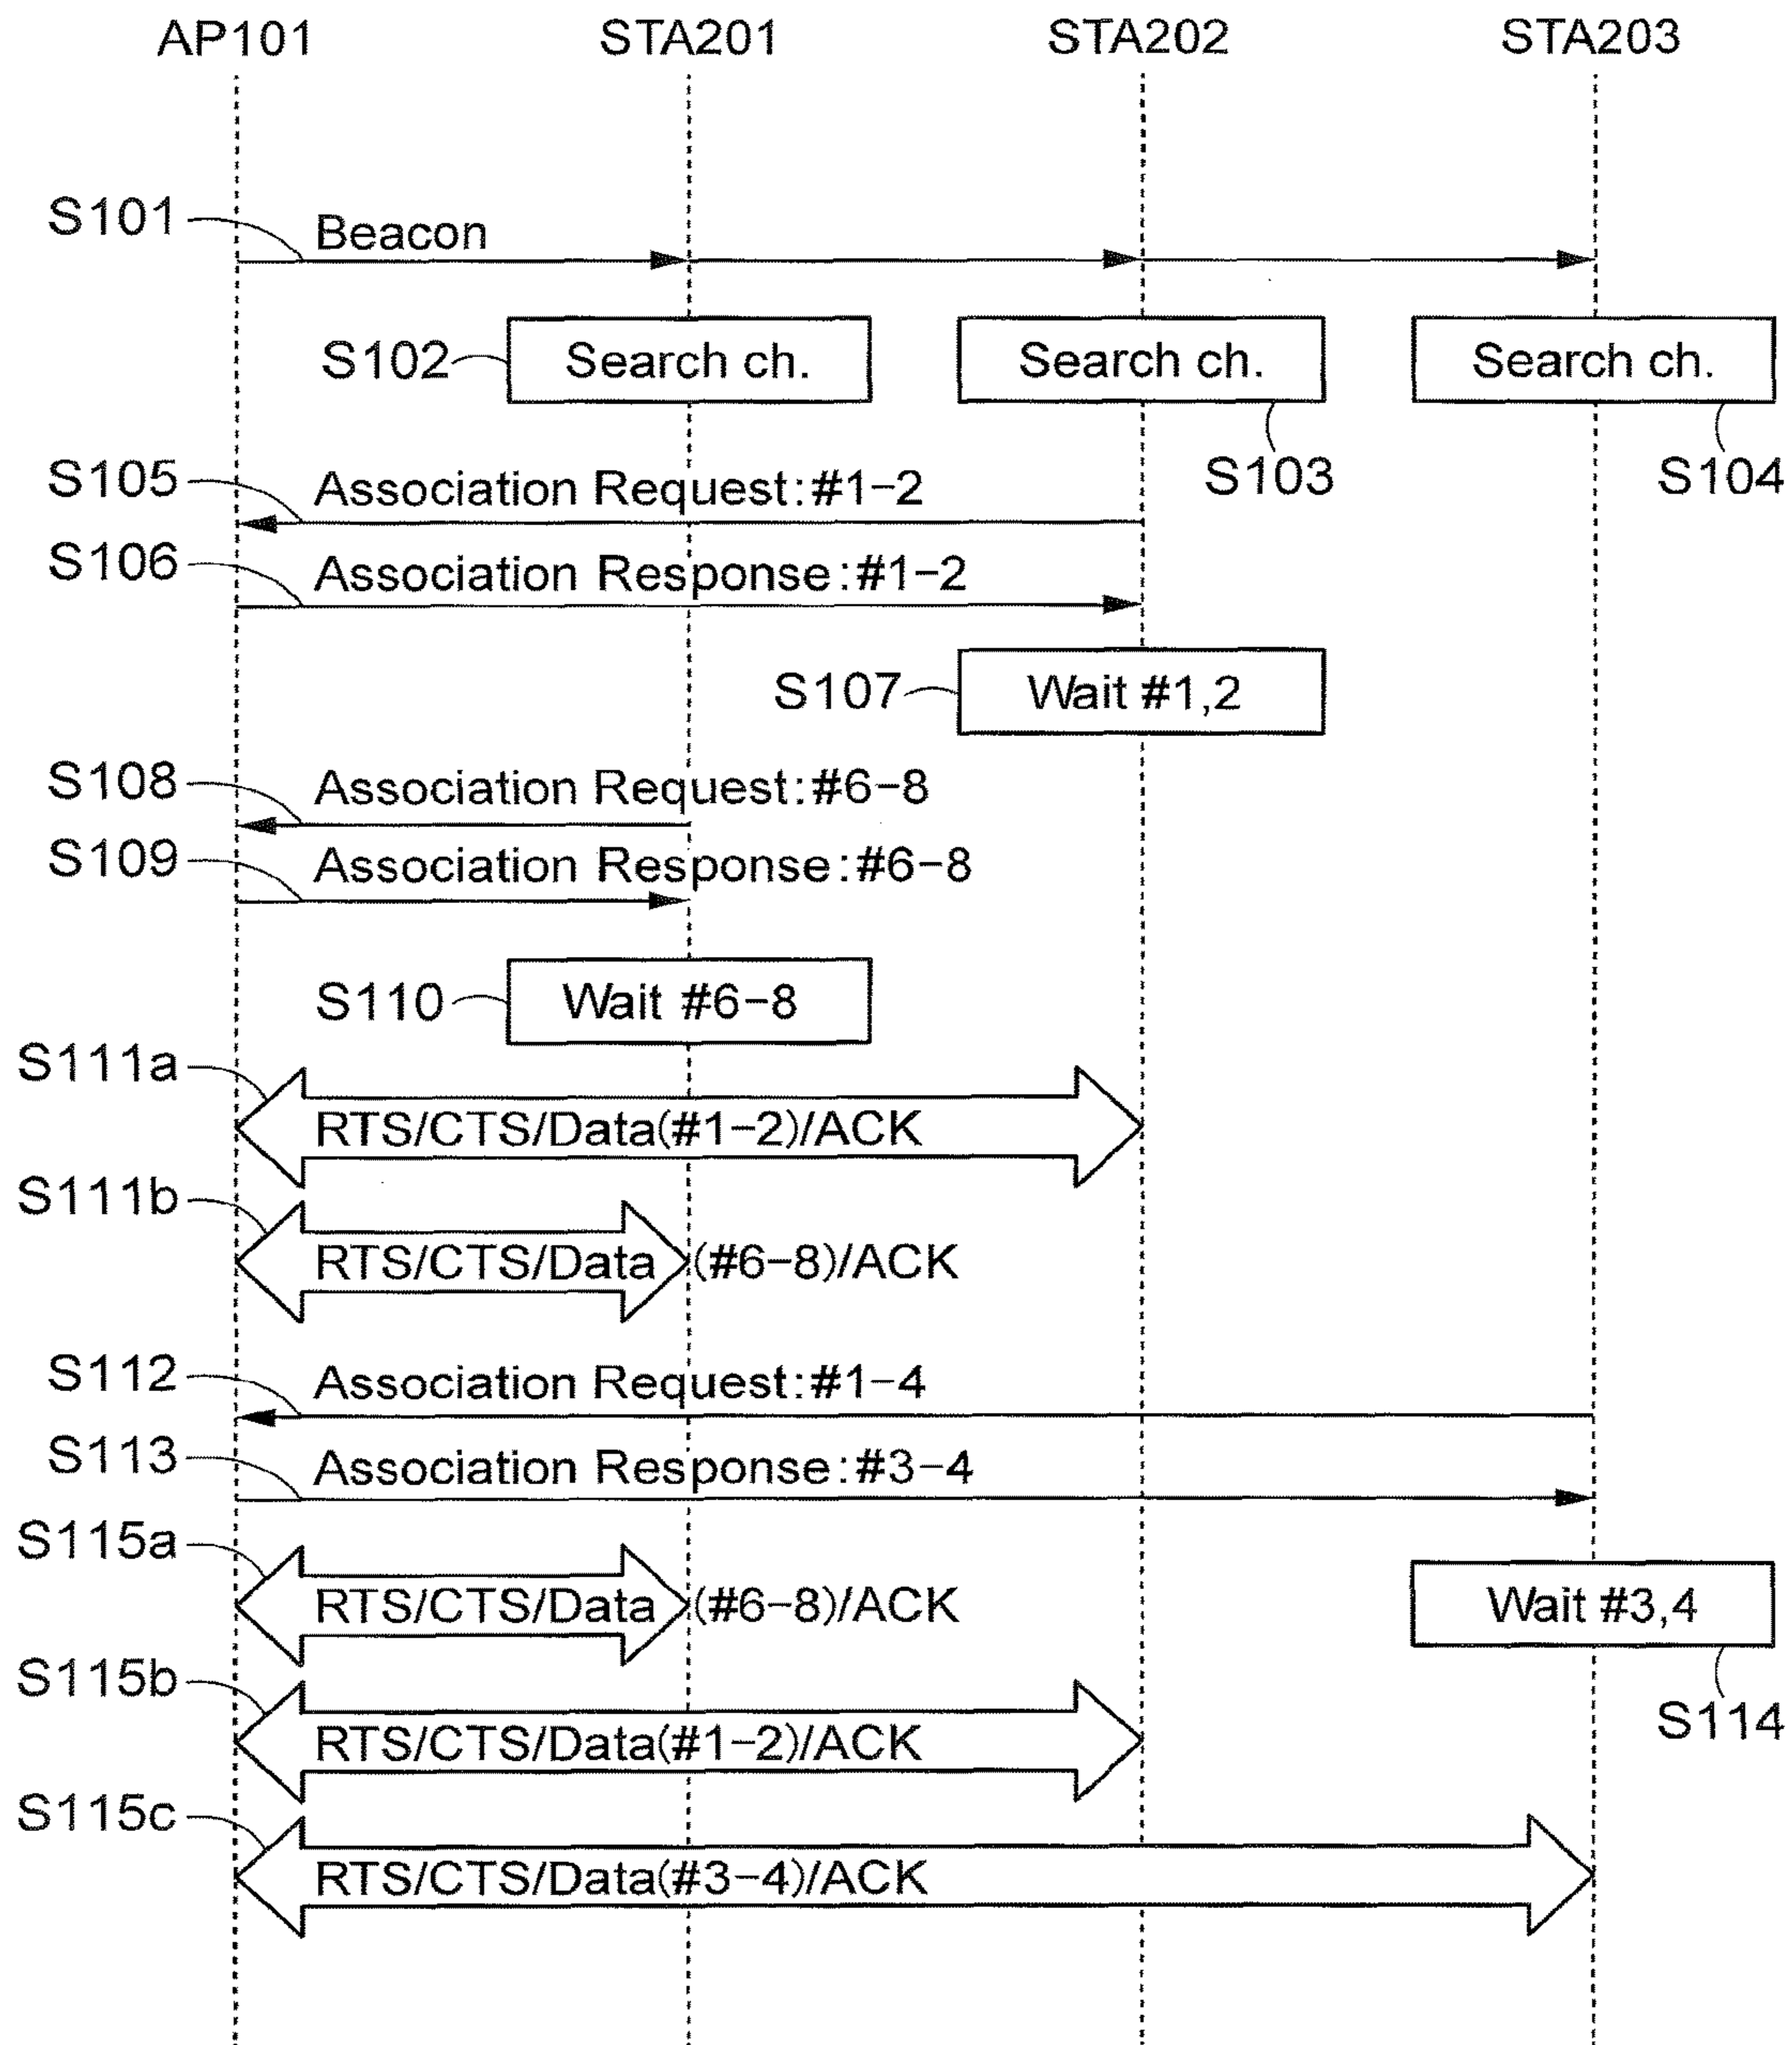 AP101 STA201 STA202 STA203
S101 Beacon
S102 Search ch. Search ch. Search ch.
S103 S104
S105 Association Request:#1-2
S106 Association Response:#1-2
S107 Wait #1,2
S108 Association Request:#6-8
S109 Association Response:#6-8
S110 Wait #6-8
S111a
RTS/CTS/Data(#1-2)/ACK
S111b
RTS/CTS/Data (#6-8)/ACK
S112 Association Request:#1-4
S113 Association Response:#3-4
S115a
RTS/CTS/Data (#6-8)/ACK Wait #3,4
S115b
S114
RTS/CTS/Data(#1-2)/ACK
S115c
RTS/CTS/Data(#3-4)/ACK